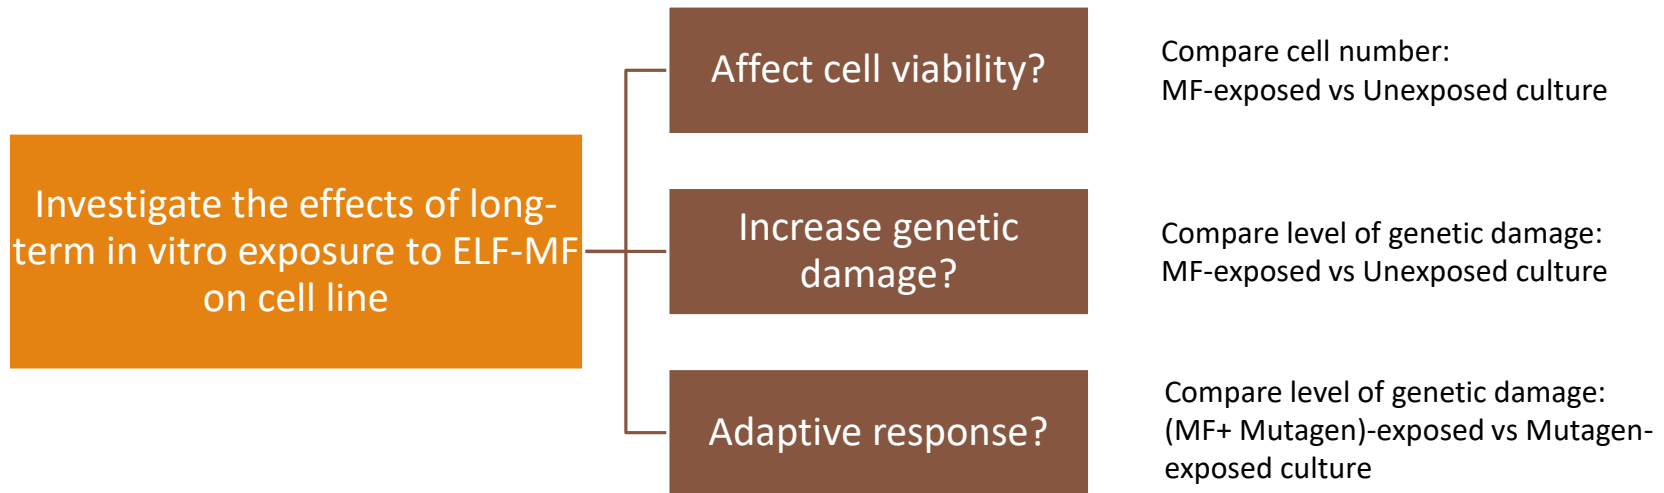 Investigate the effects of long-
term in vitro exposure to ELF-MF
on cell line
Affect cell viability?
Compare cell number:
MF-exposed vs Unexposed culture
Increase genetic
damage?
Compare level of genetic damage:
MF-exposed vs Unexposed culture
Adaptive response?
Compare level of genetic damage:
(MF+ Mutagen)-exposed vs Mutagen-
exposed culture